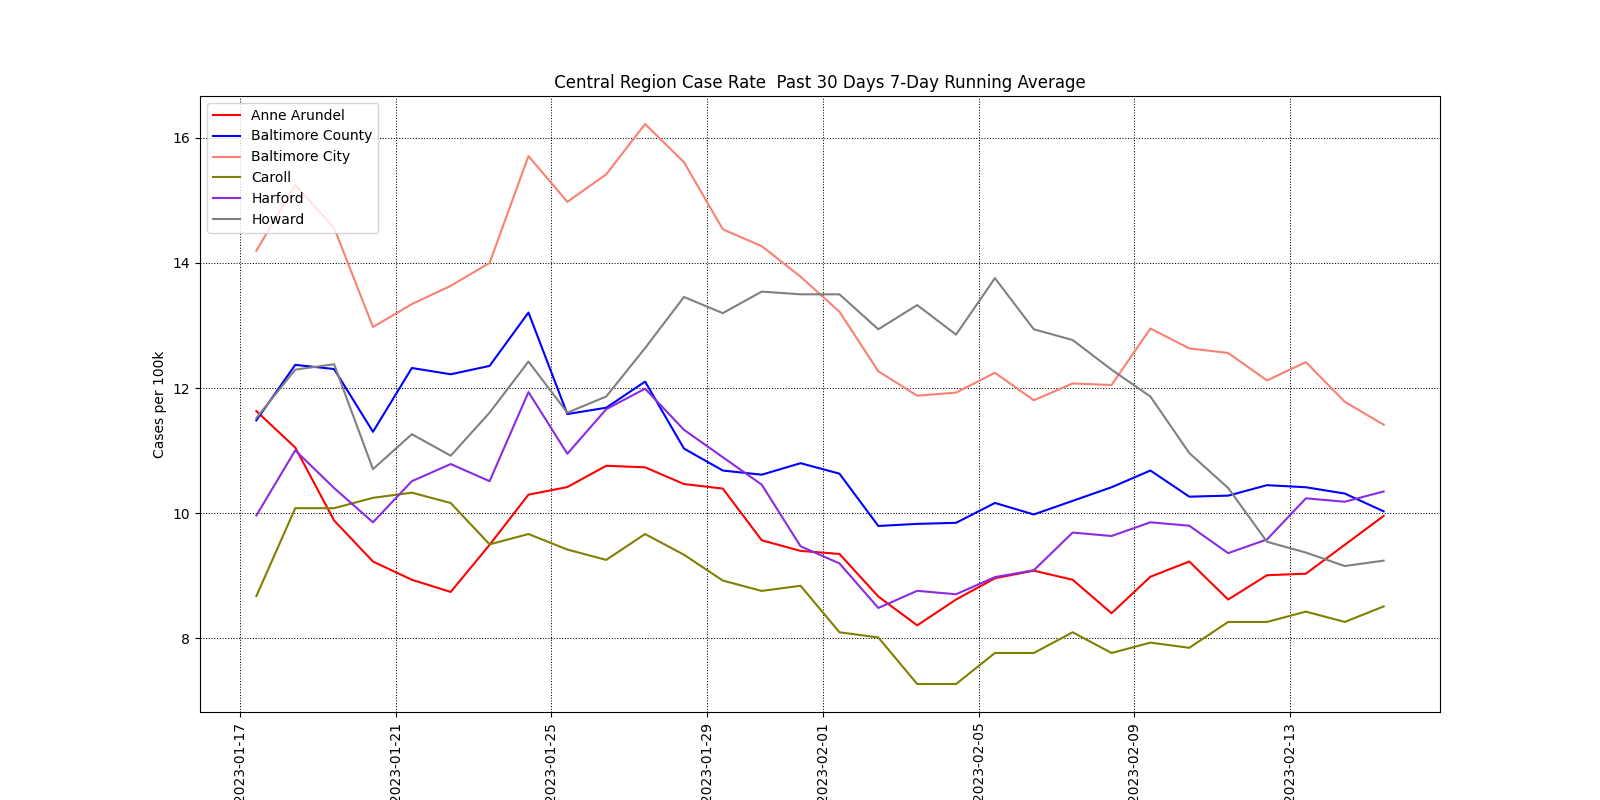 Central Region Case Rate  Past 30 Days 7-Day Running Average
Anne Arundel
Baltimore County
Baltimore City
Caroll
Harford
Howard
Cases per 100k
16
14
12
10
8
2023-01-17
2023-01-21
2023-01-25
2023-01-29
2023-02-01
2023-02-05
2023-02-09
2023-02-13